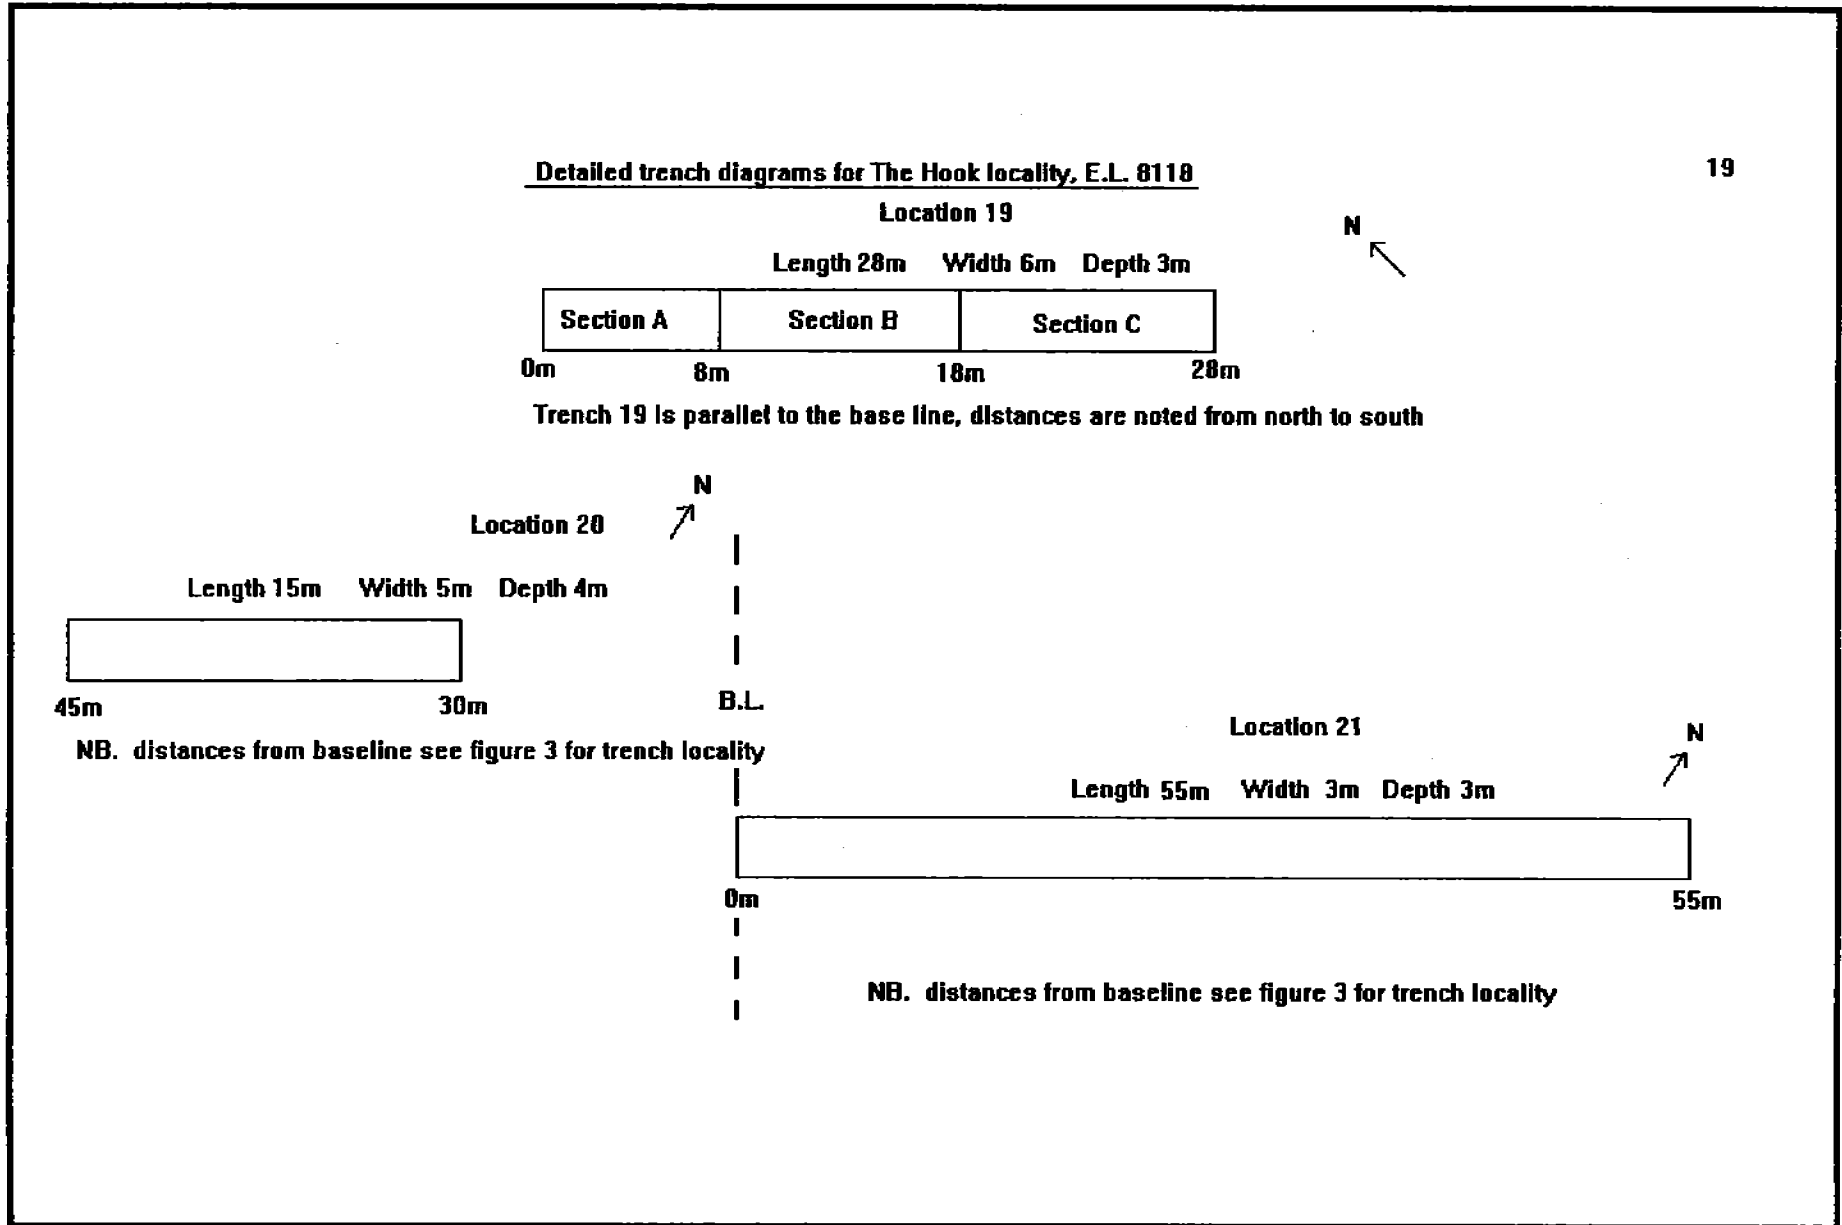 Detailed trench diagrams for The Hook locality, E.L. 8118
19
Location 19
N
Length 28m Width 6m Depth 3m
Section A Section B Section C
0m 8m 18m 28m
Trench 19 is parallel to the base line, distances are noted from north to south
N
Location 20
Length 15m Width 5m Depth 4m
45m 30m B.L.
NB. distances from baseline see figure 3 for trench locality
Location 21
N
Length 55m Width 3m Depth 3m
0m 55m
NB. distances from baseline see figure 3 for trench locality